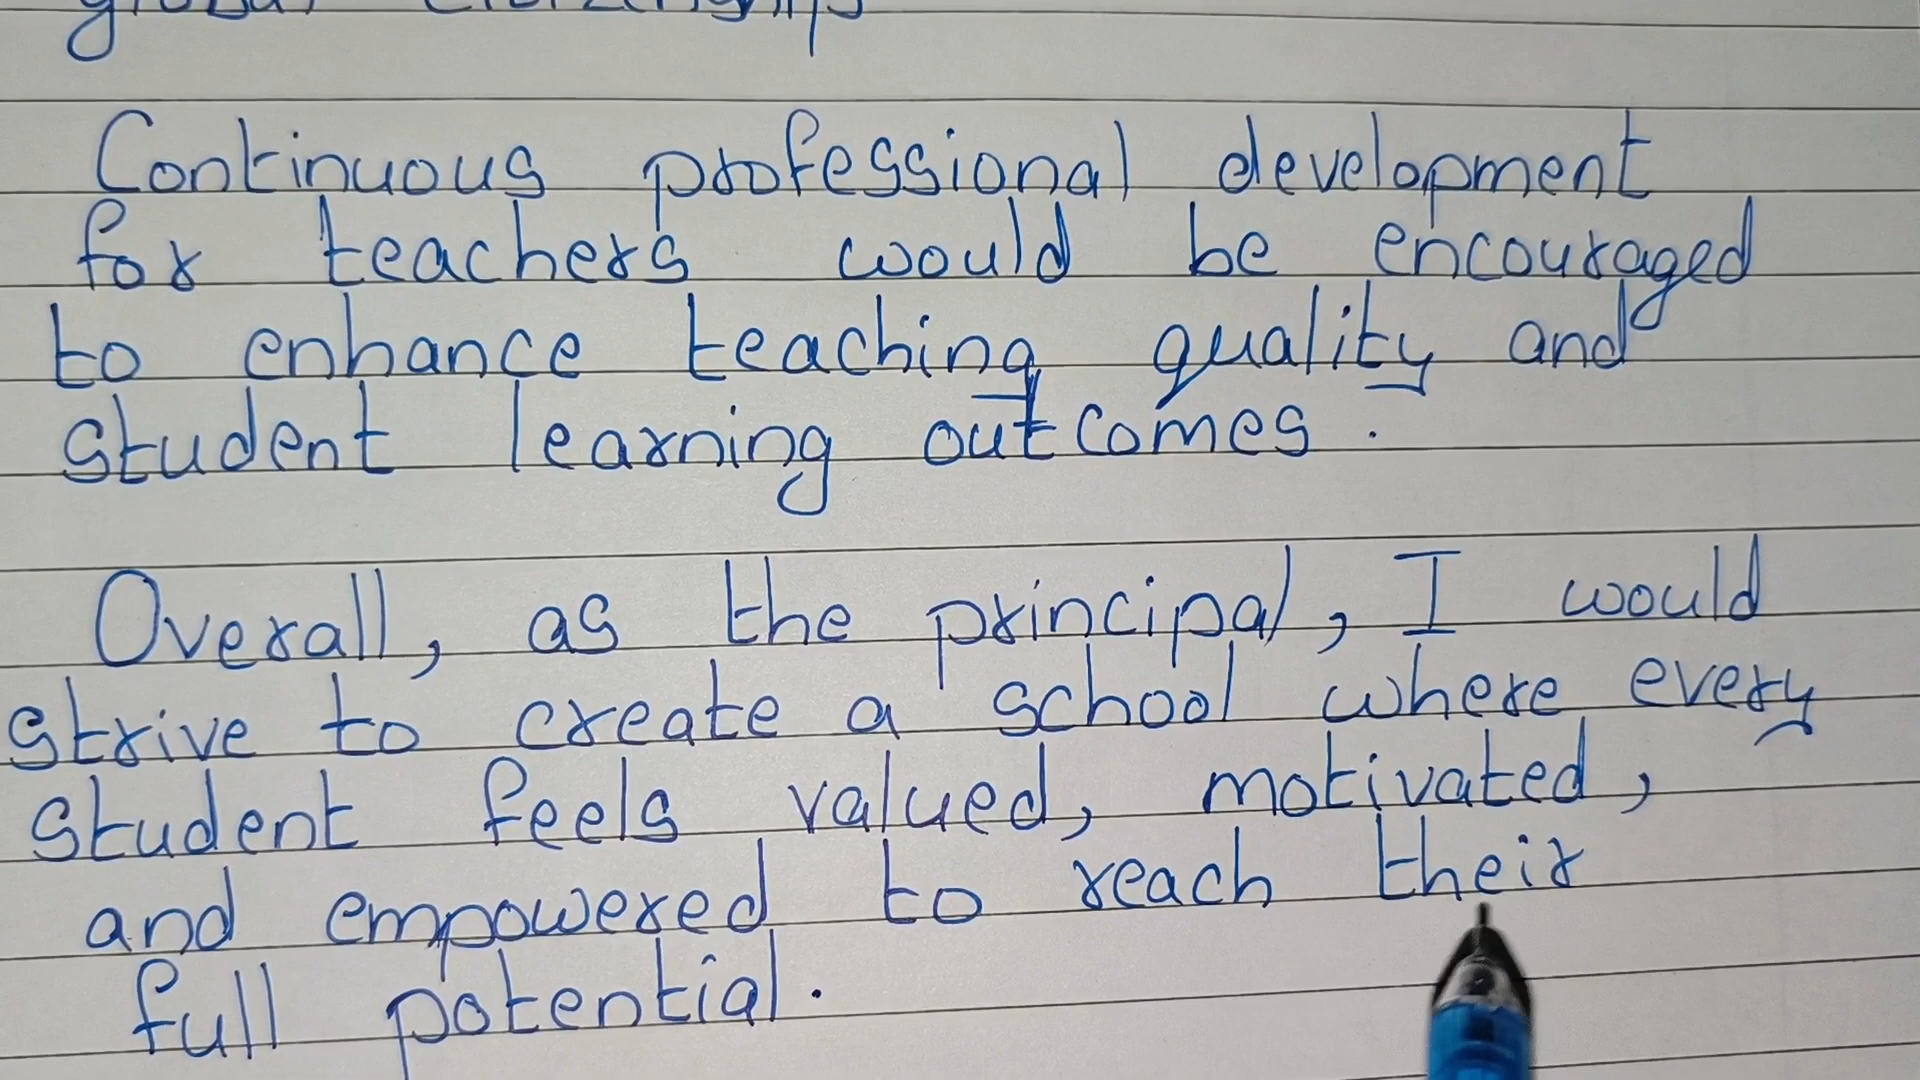 global citizenship
Continuous professional development
for teachers would be encouraged
to enhance teaching quality and
student learning outcomes.
Overall, as the principal, I would
strive to create a school where every
student feels valued, motivated,
and empowered to reach their
full potential.